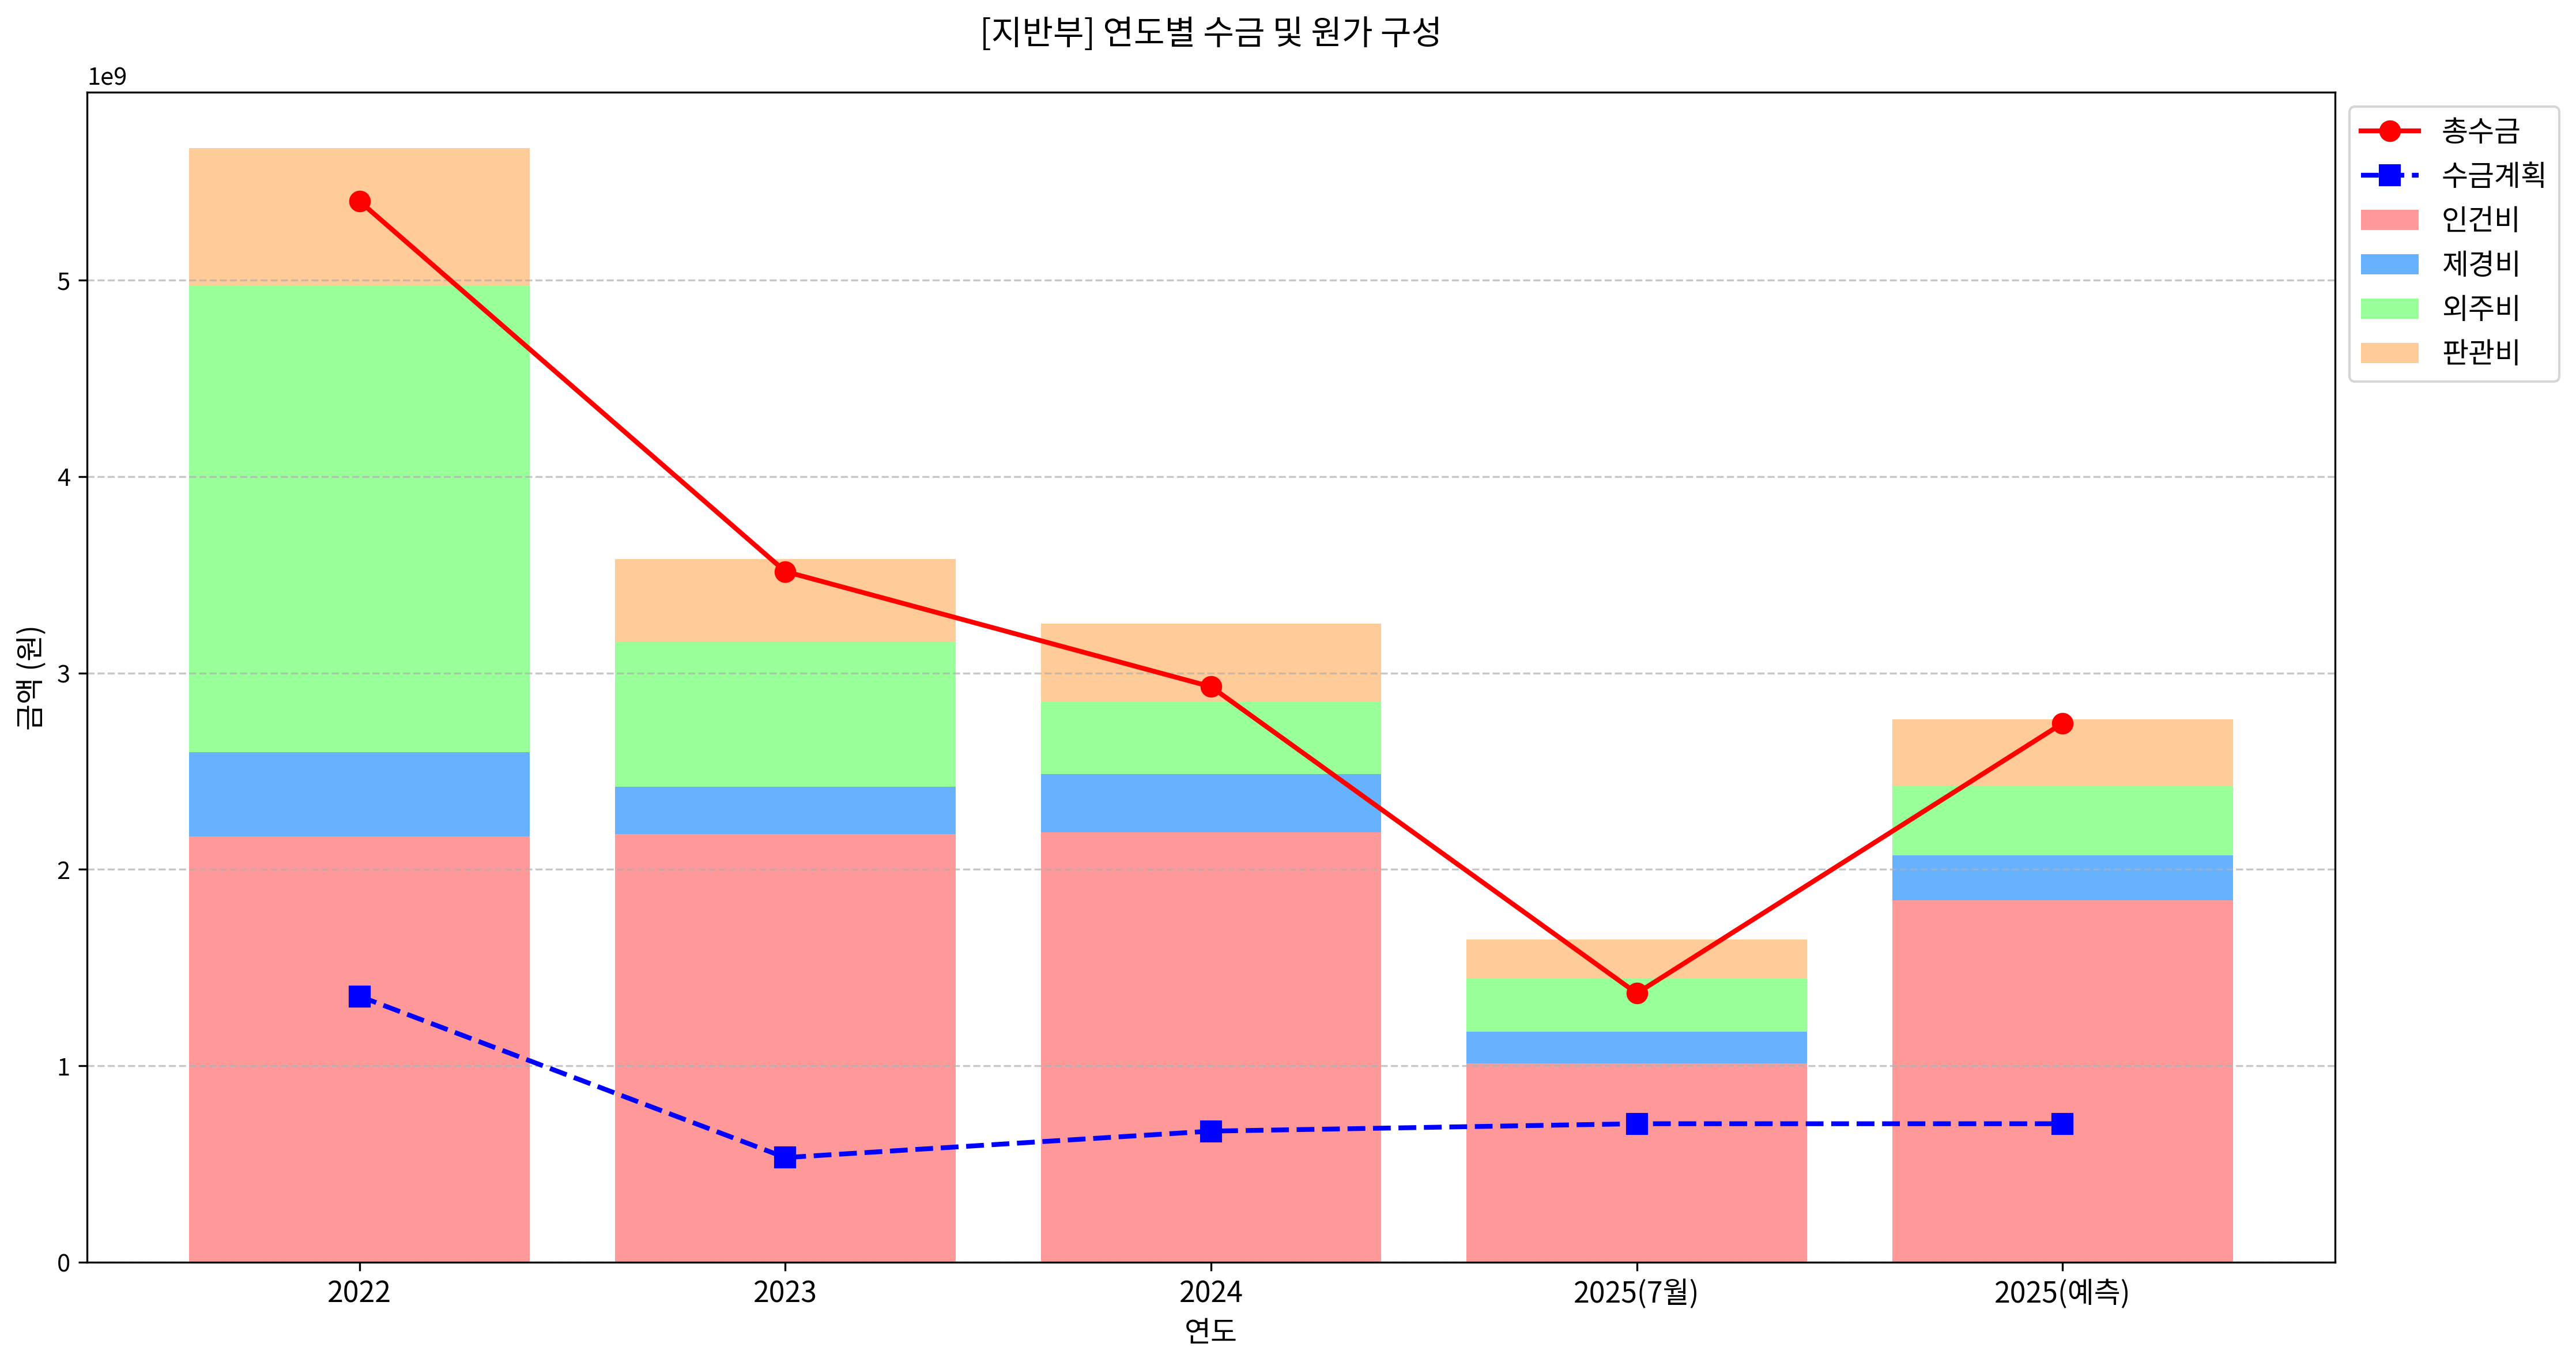 [지반부] 연도별 수금 및 원가 구성
1e9
총수금
수금계획
인건비
제경비
외주비
판관비
금액 (원)
5
4
3
2
1
0
2022
2023
2024
2025(7월)
2025(예측)
연도